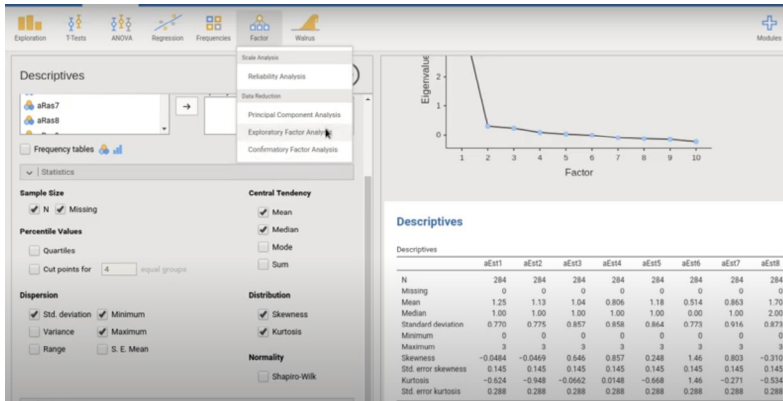 Exploration T-Tests ANOVA Regression Frequencies Factor Walrus Modules
Scale Analysis
Reliability Analysis
Data Reduction
Principal Component Analysis
Exploratory Factor Analysis
Confirmatory Factor Analysis
Descriptives
aRas7
aRas8
Frequency tables
Statistics
Sample Size
N Missing
Percentile Values
Quartiles
Cut points for 4 equal groups
Dispersion
Std. deviation Minimum
Variance Maximum
Range S. E. Mean
Central Tendency
Mean
Median
Mode
Sum
Distribution
Skewness
Kurtosis
Normality
Shapiro-Wilk
Eigenvalue
2
1
0
1 2 3 4 5 6 7 8 9 10
Factor
Descriptives
Descriptives
aEst1 aEst2 aEst3 aEst4 aEst5 aEst6 aEst7 aEst8
N 284 284 284 284 284 284 284 284
Missing 0 0 0 0 0 0 0 0
Mean 1.25 1.13 1.04 0.806 1.18 0.514 0.863 1.70
Median 1.00 1.00 1.00 1.00 1.00 0.00 1.00 2.00
Standard deviation 0.770 0.775 0.857 0.858 0.864 0.773 0.916 0.873
Minimum 0 0 0 0 0 0 0 0
Maximum 3 3 3 3 3 3 3 3
Skewness −0.0484 −0.0469 0.646 0.857 0.248 1.46 0.803 −0.310
Std. error skewness 0.145 0.145 0.145 0.145 0.145 0.145 0.145 0.145
Kurtosis −0.624 −0.948 −0.0662 0.0148 −0.668 1.46 −0.271 −0.534
Std. error kurtosis 0.288 0.288 0.288 0.288 0.288 0.288 0.288 0.288